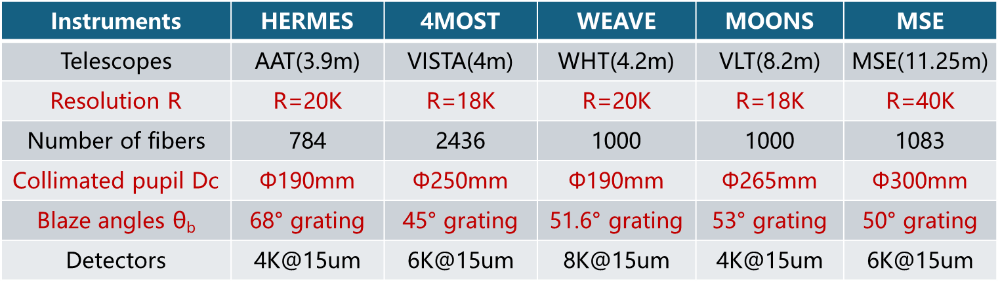 Instruments HERMES 4MOST WEAVE MOONS MSE
Telescopes AAT(3.9m) VISTA(4m) WHT(4.2m) VLT(8.2m) MSE(11.25m)
Resolution R R=20K R=18K R=20K R=18K R=40K
Number of fibers 784 2436 1000 1000 1083
Collimated pupil Dc Φ190mm Φ250mm Φ190mm Φ265mm Φ300mm
Blaze angles θb 68° grating 45° grating 51.6° grating 53° grating 50° grating
Detectors 4K@15um 6K@15um 8K@15um 4K@15um 6K@15um